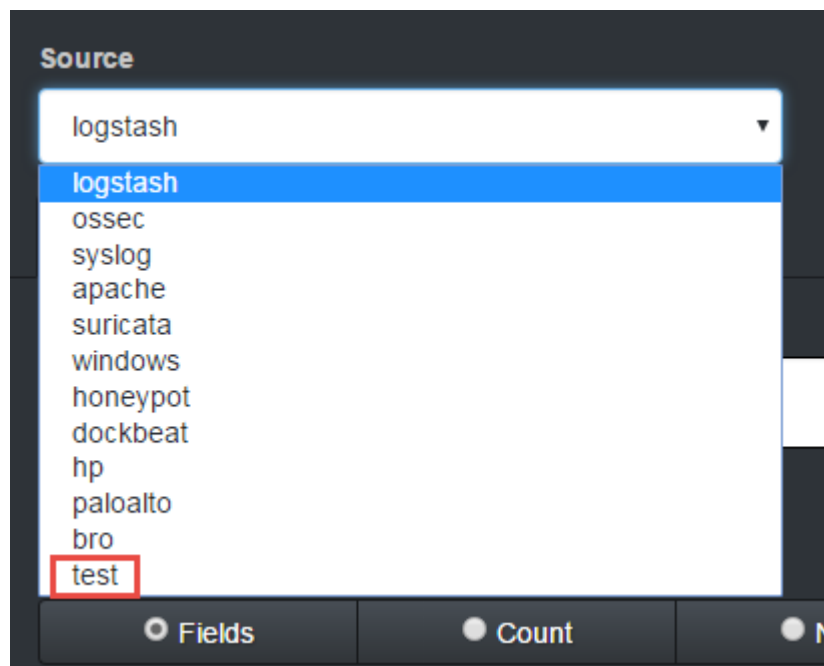 Source
logstash
logstash
ossec
syslog
apache
suricata
windows
honeypot
dockbeat
hp
paloalto
bro
test
Fields Count